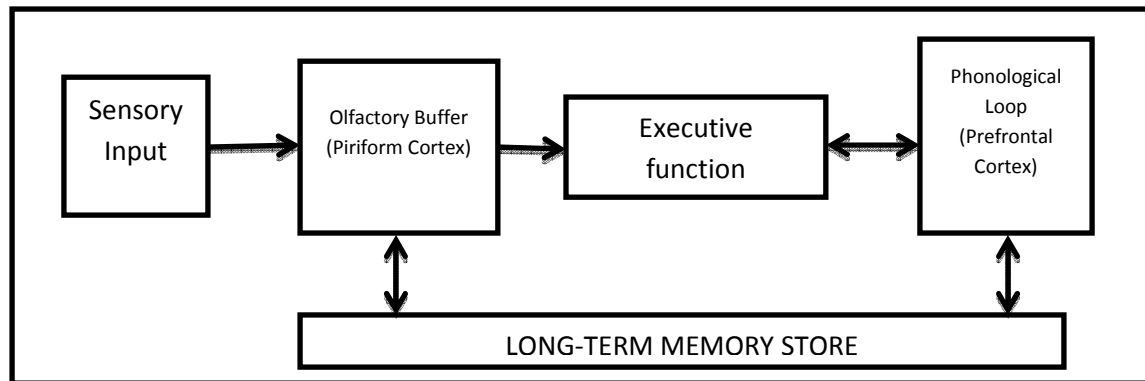 Sensory
Input
Olfactory Buffer
(Piriform Cortex)
Executive
function
Phonological
Loop
(Prefrontal
Cortex)
LONG-TERM MEMORY STORE